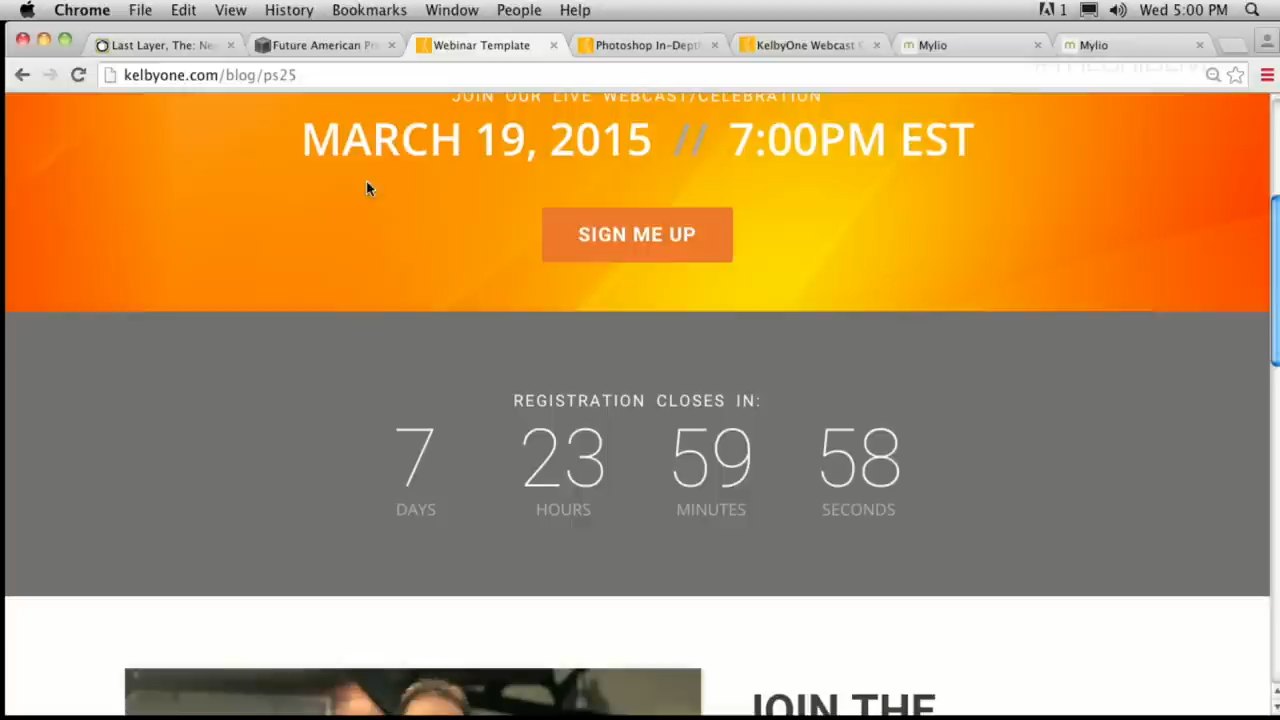 Chrome File Edit View History Bookmarks Window People Help 1 Wed 5:00 PM
Last Layer, The: Ne Future American Pr Webinar Template Photoshop In-Dept KelbyOne Webcast Mylio Mylio
kelbyone.com/blog/ps25
JOIN OUR LIVE WEBCAST/CELEBRATION
MARCH 19, 2015 // 7:00PM EST
SIGN ME UP
REGISTRATION CLOSES IN:
7 23 59 58
DAYS HOURS MINUTES SECONDS
JOIN THE